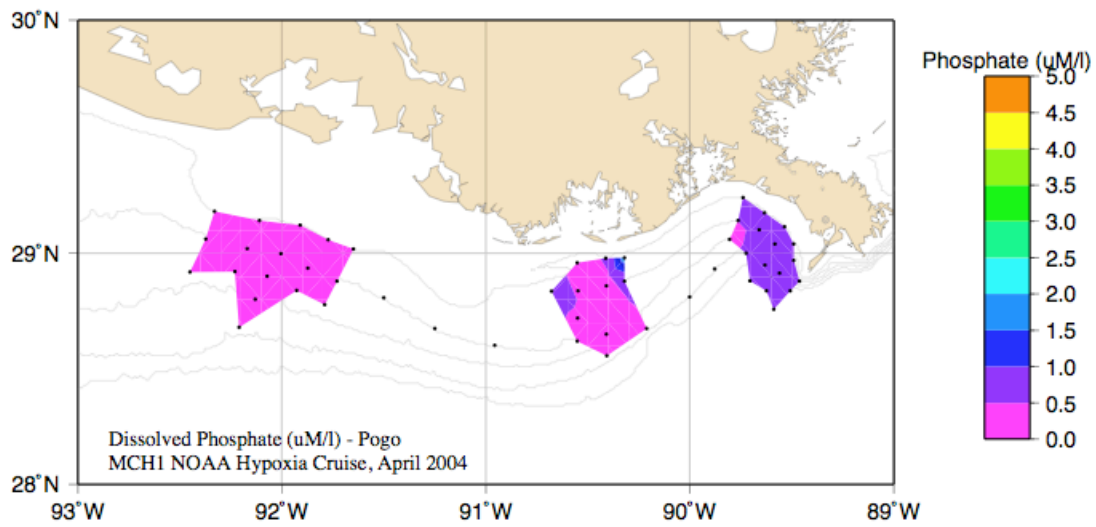 30˚N
29˚N
28˚N
93˚W
92˚W
91˚W
90˚W
89˚W
Dissolved Phosphate (uM/l) - Pogo
MCH1 NOAA Hypoxia Cruise, April 2004
Phosphate (uM/l)
5.0
4.5
4.0
3.5
3.0
2.5
2.0
1.5
1.0
0.5
0.0